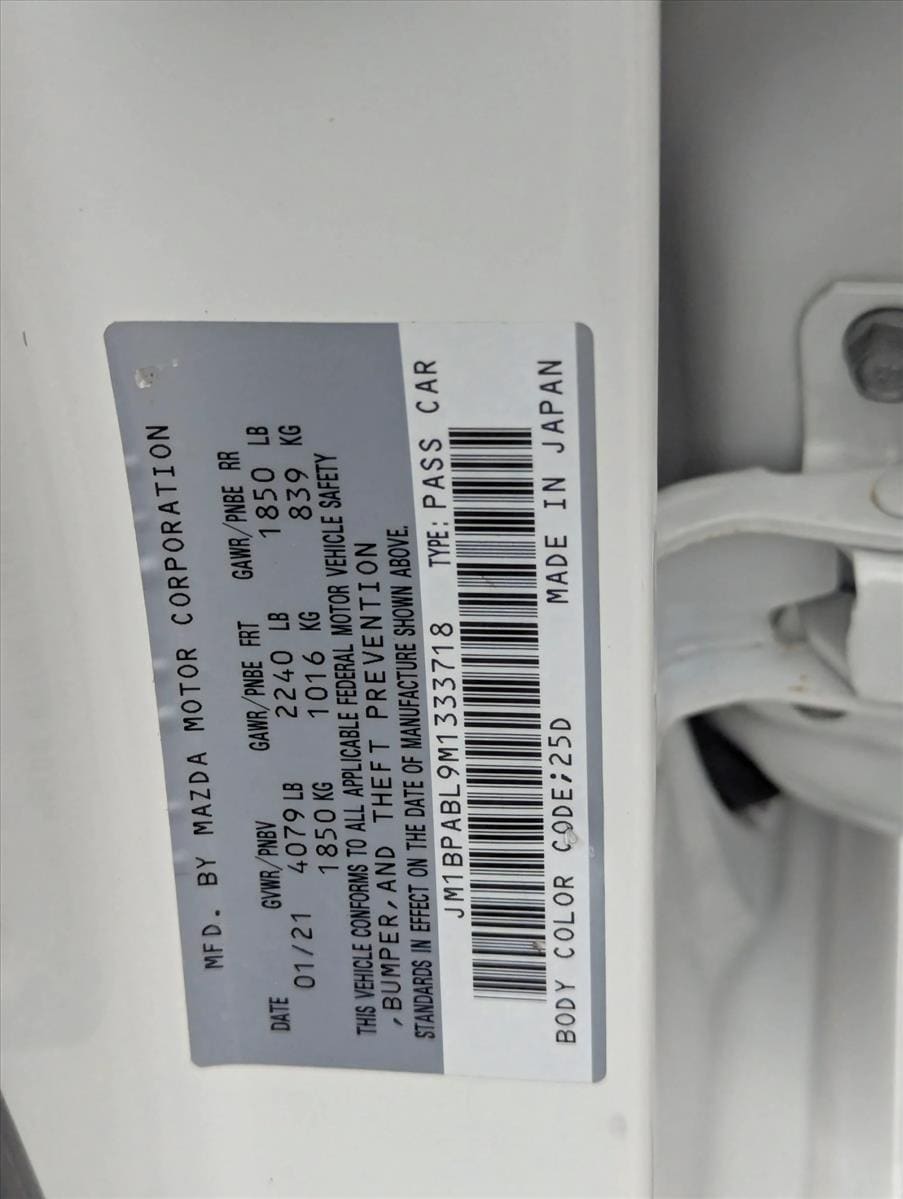 MFD. BY MAZDA MOTOR CORPORATION
DATE GVWR/PNBV GAWR/PNBE FRT GAWR/PNBE RR
01/21 4079 LB 2240 LB 1850 LB
1850 KG 1016 KG 839 KG
THIS VEHICLE CONFORMS TO ALL APPLICABLE FEDERAL MOTOR VEHICLE SAFETY
,BUMPER,AND THEFT PREVENTION
STANDARDS IN EFFECT ON THE DATE OF MANUFACTURE SHOWN ABOVE.
JM1BPABL9M1333718 TYPE: PASS CAR
BODY COLOR CODE;25D MADE IN JAPAN